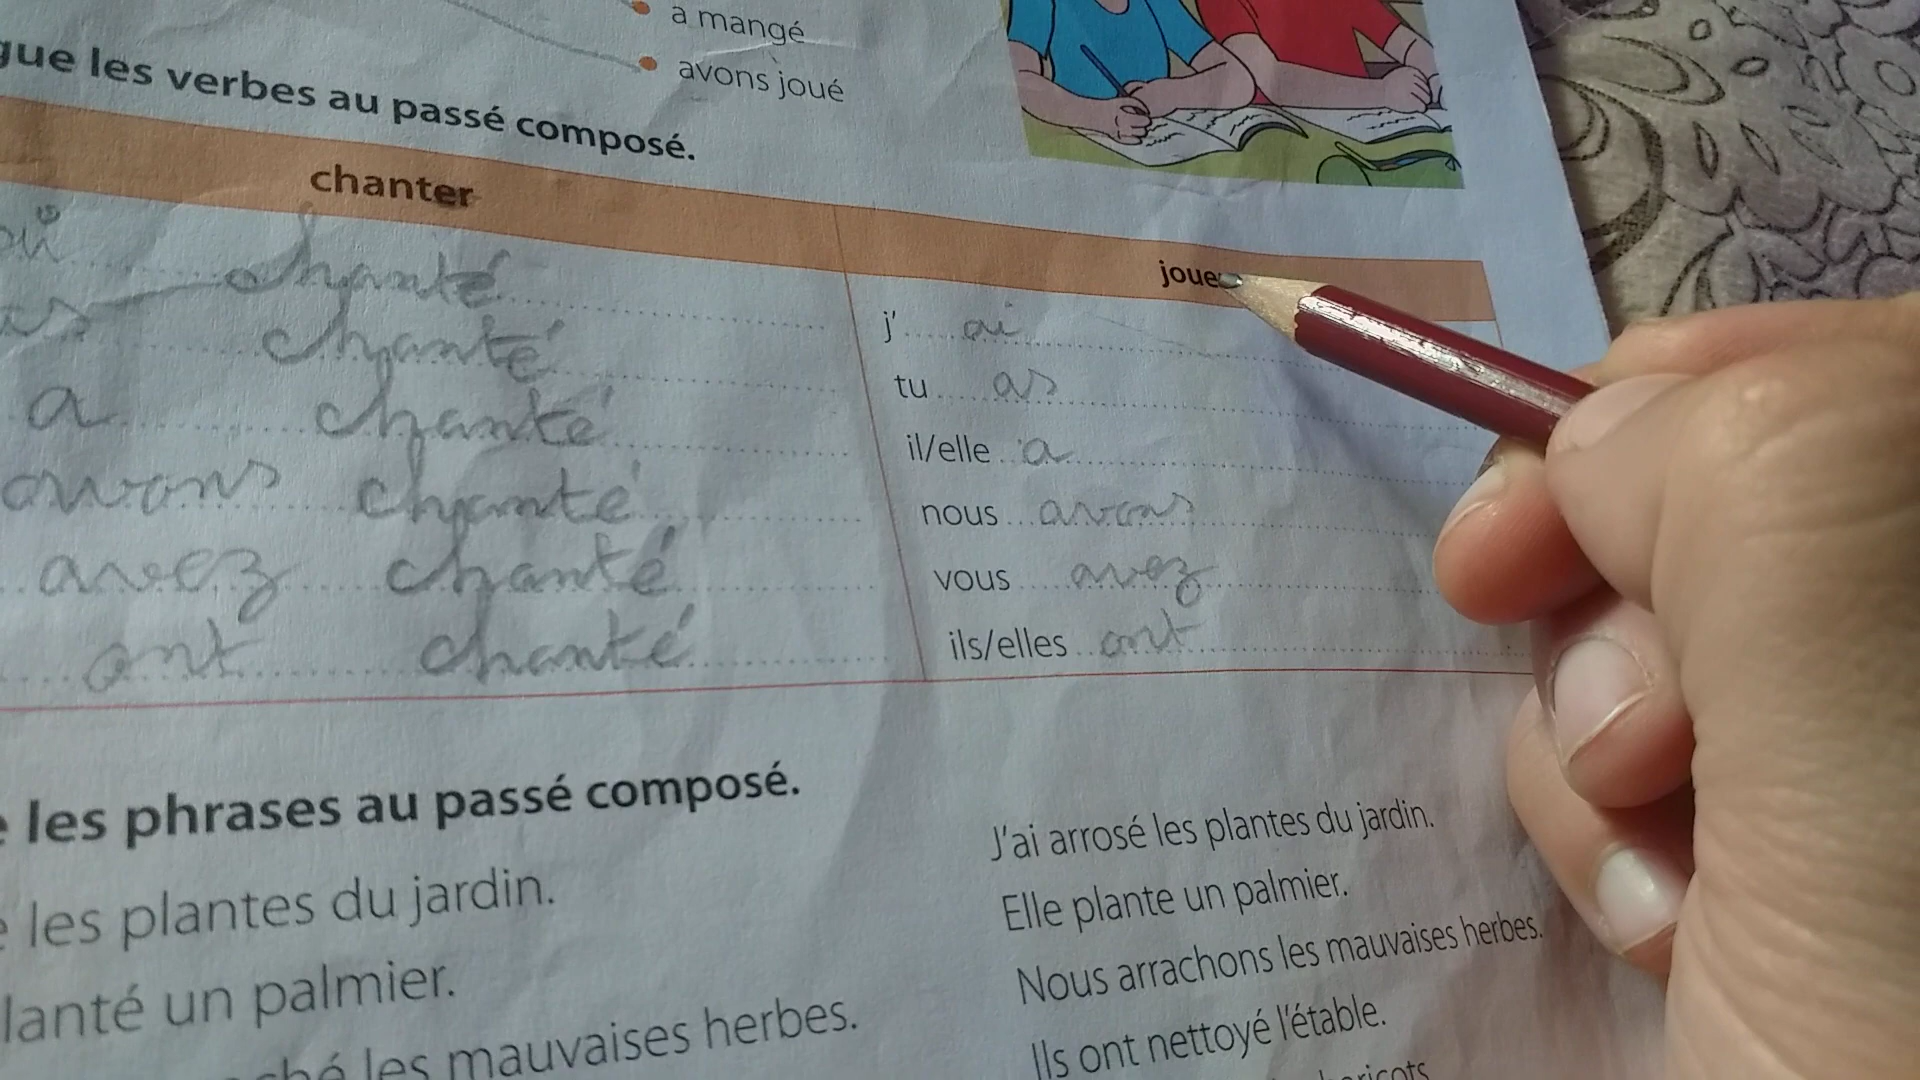 a mangé
avons joué
gue les verbes au passé composé.
chanter
joue
chanté
j' ai
as chanté
tu as
a chanté
il/elle a
avons chanté
nous avons
avez chanté
vous avez
ont chanté
ils/elles ont
les phrases au passé composé.
J'ai arrosé les plantes du jardin.
les plantes du jardin.
Elle plante un palmier.
lanté un palmier.
Nous arrachons les mauvaises herbes.
ché les mauvaises herbes.
Ils ont nettoyé l'étable.